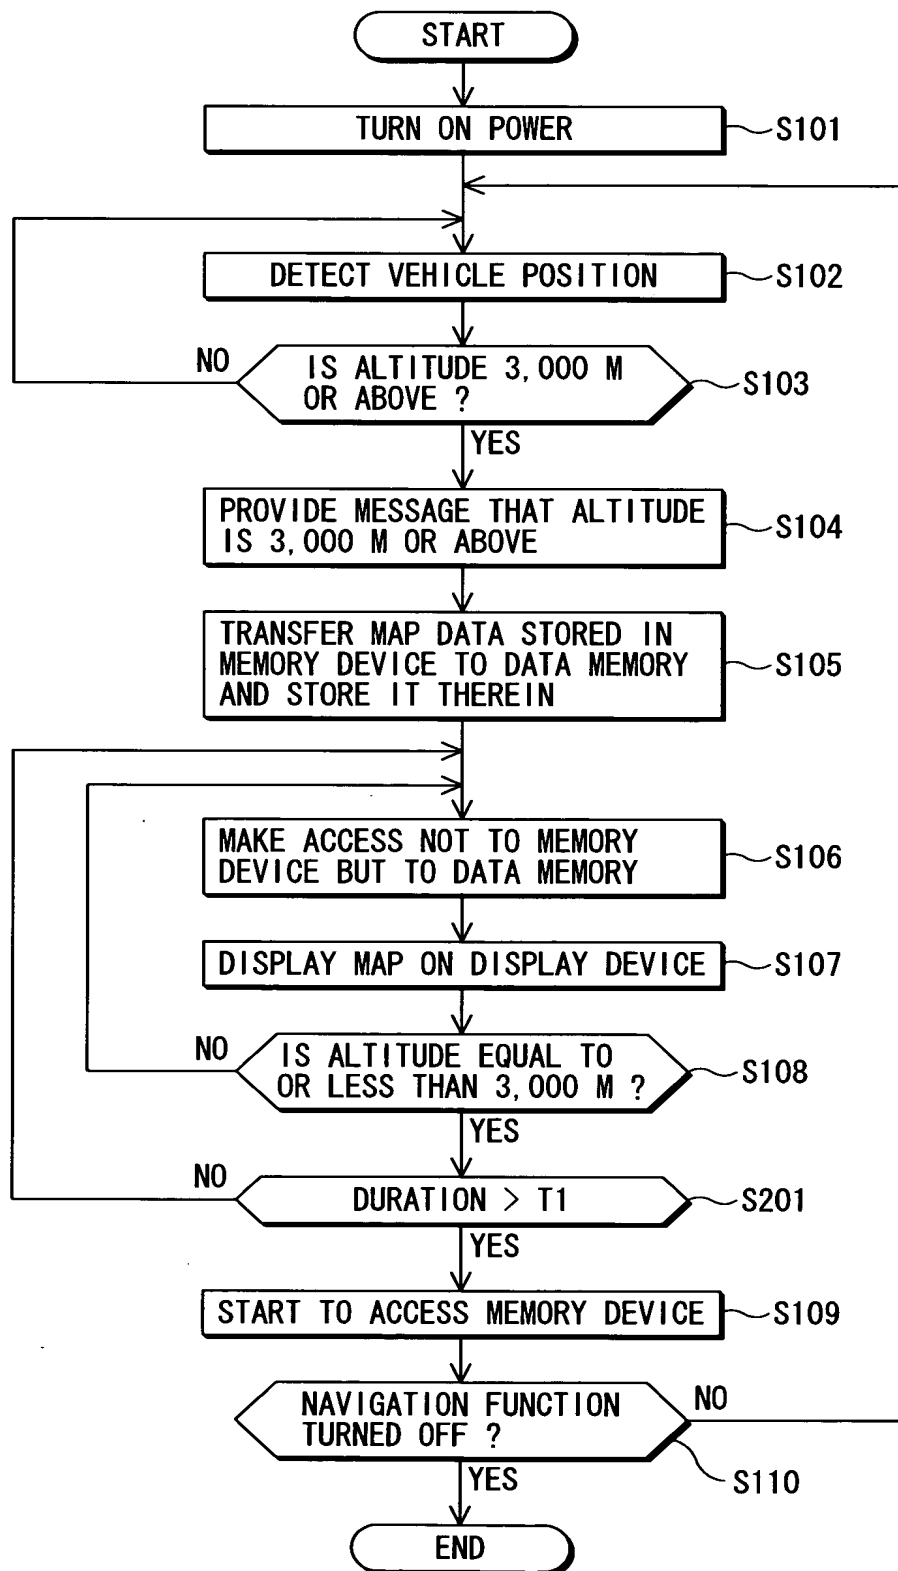 START
TURN ON POWER
S101
DETECT VEHICLE POSITION
S102
NO
IS ALTITUDE 3,000 M
OR ABOVE ?
S103
YES
PROVIDE MESSAGE THAT ALTITUDE
IS 3,000 M OR ABOVE
S104
TRANSFER MAP DATA STORED IN
MEMORY DEVICE TO DATA MEMORY
AND STORE IT THEREIN
S105
MAKE ACCESS NOT TO MEMORY
DEVICE BUT TO DATA MEMORY
S106
DISPLAY MAP ON DISPLAY DEVICE
S107
NO
IS ALTITUDE EQUAL TO
OR LESS THAN 3,000 M ?
S108
YES
NO
DURATION > T1
S201
YES
START TO ACCESS MEMORY DEVICE
S109
NAVIGATION FUNCTION
TURNED OFF ?
NO
S110
YES
END